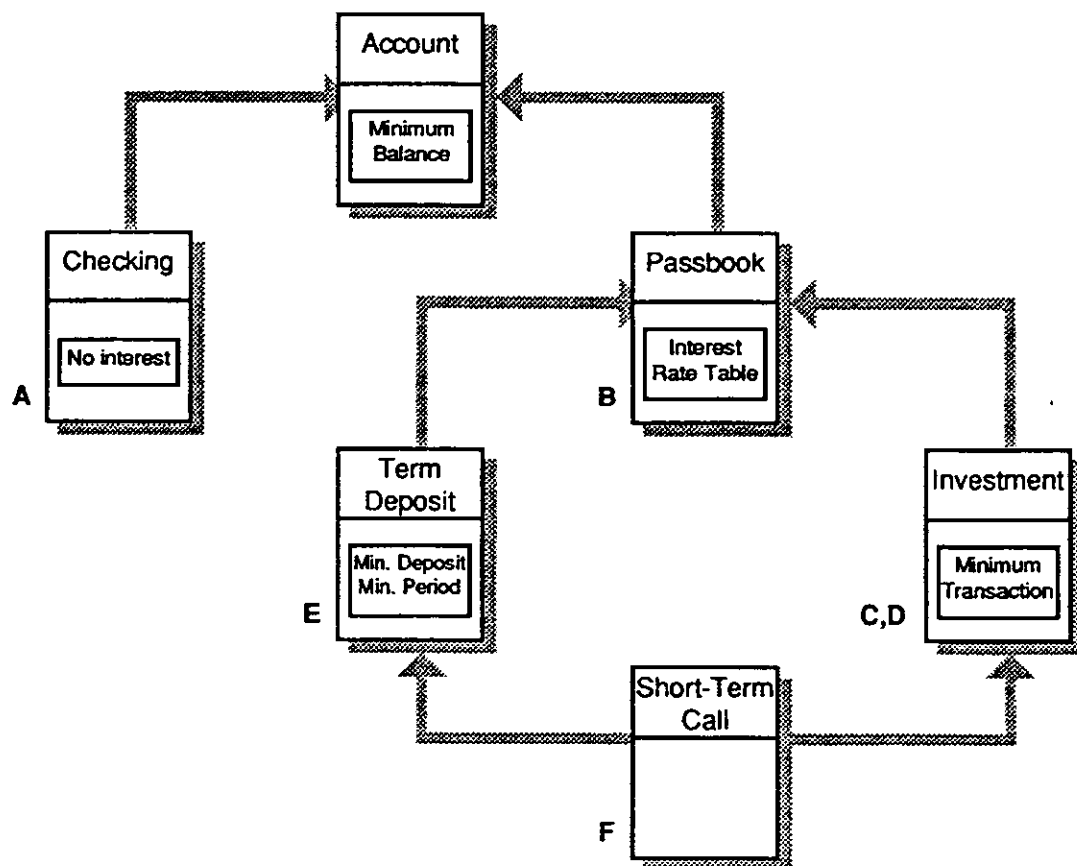 Account
Minimum
Balance
Checking
No interest
A
Passbook
Interest
Rate Table
B
Term
Deposit
Min. Deposit
Min. Period
E
Investment
Minimum
Transaction
C,D
Short-Term
Call
F